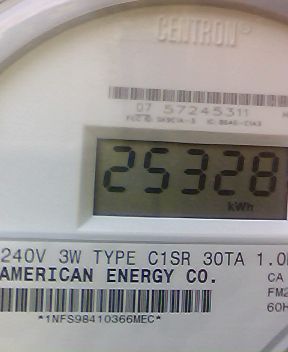 CENTRON®
07 57245311
25328
kWh
240V 3W TYPE C1SR 30TA 1.0
AMERICAN ENERGY CO.
CA
FM2
60H
*1NFS98410366MEC*